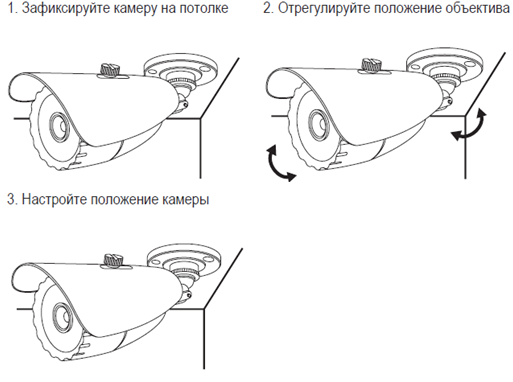 1. Зафиксируйте камеру на потолке
2. Отрегулируйте положение объектива
3. Настройте положение камеры